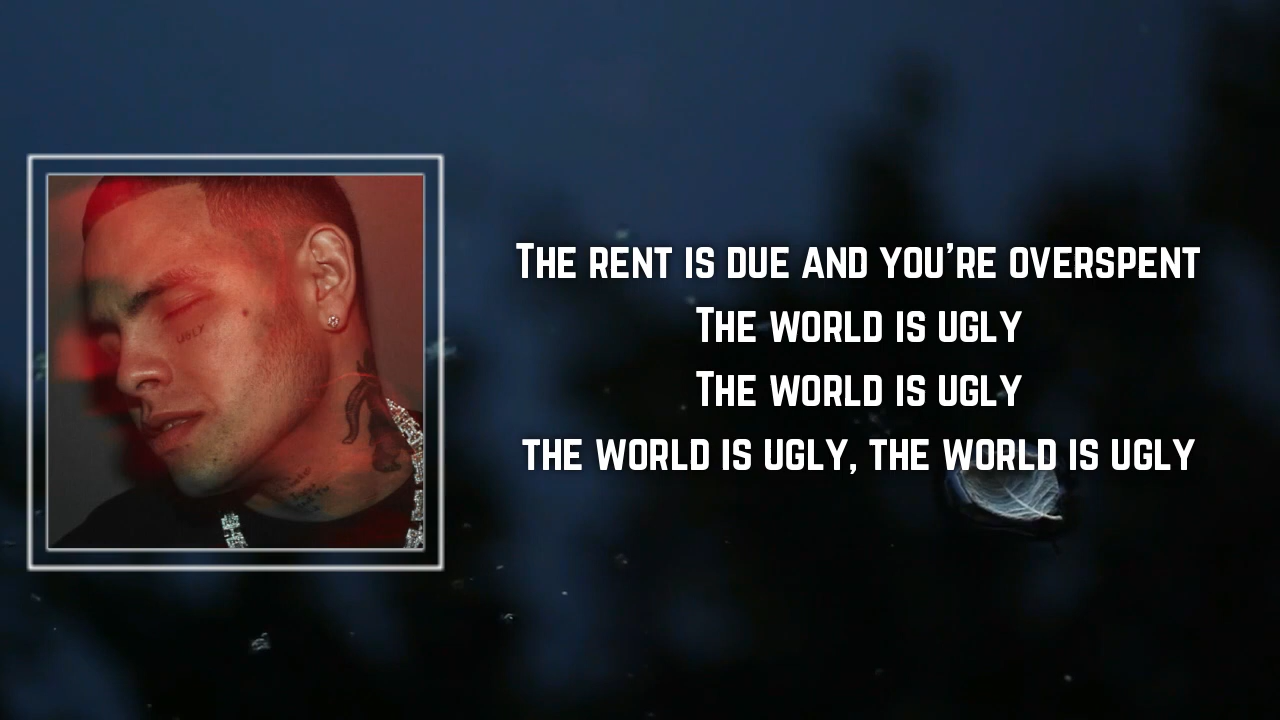 UGLY
The rent is due and you're overspent
The world is ugly
The world is ugly
the world is ugly, the world is ugly